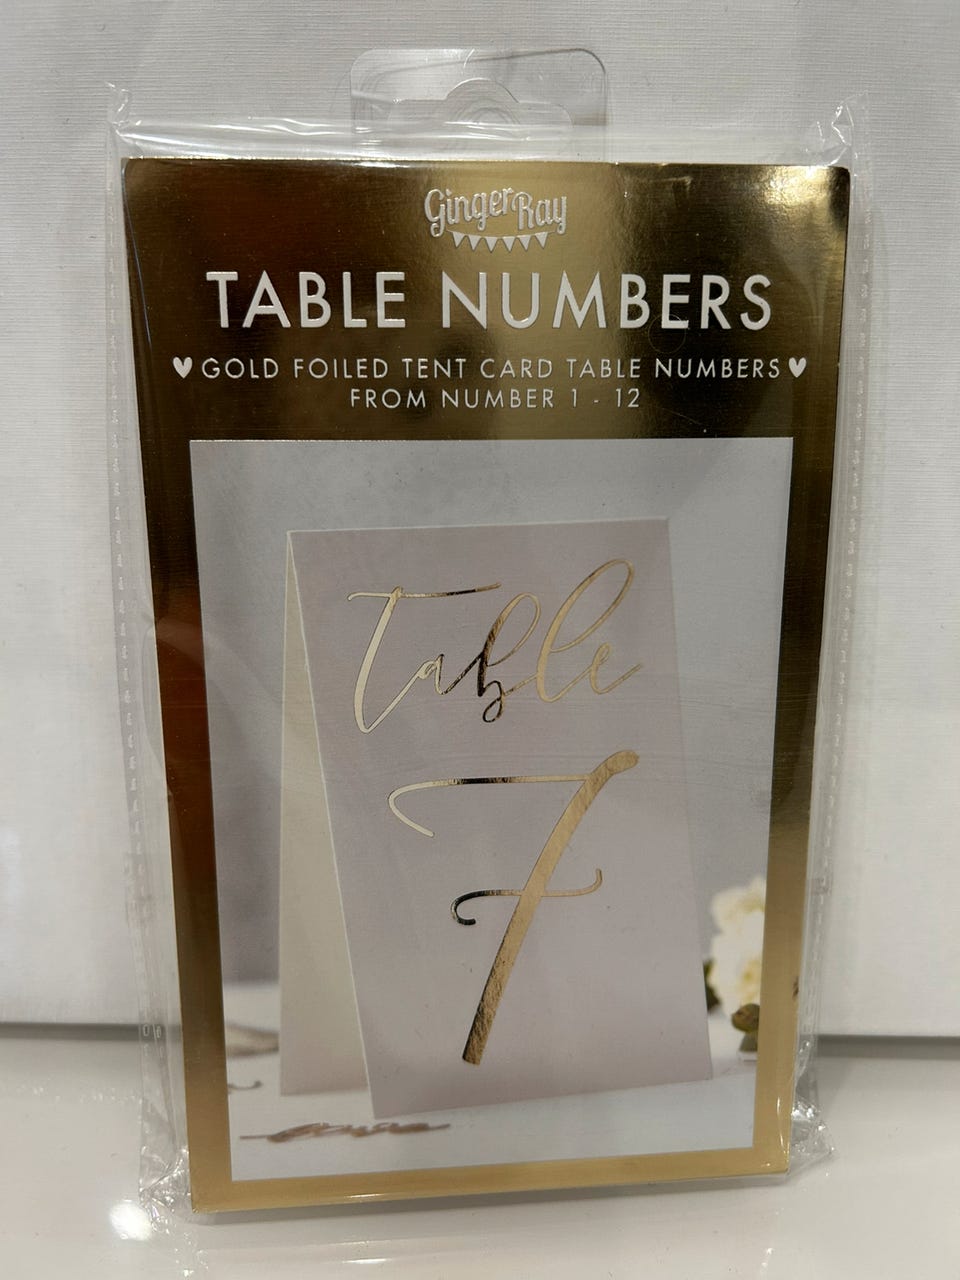 Ginger Ray
TABLE NUMBERS
♥ GOLD FOILED TENT CARD TABLE NUMBERS ♥
FROM NUMBER 1 - 12
Table
7